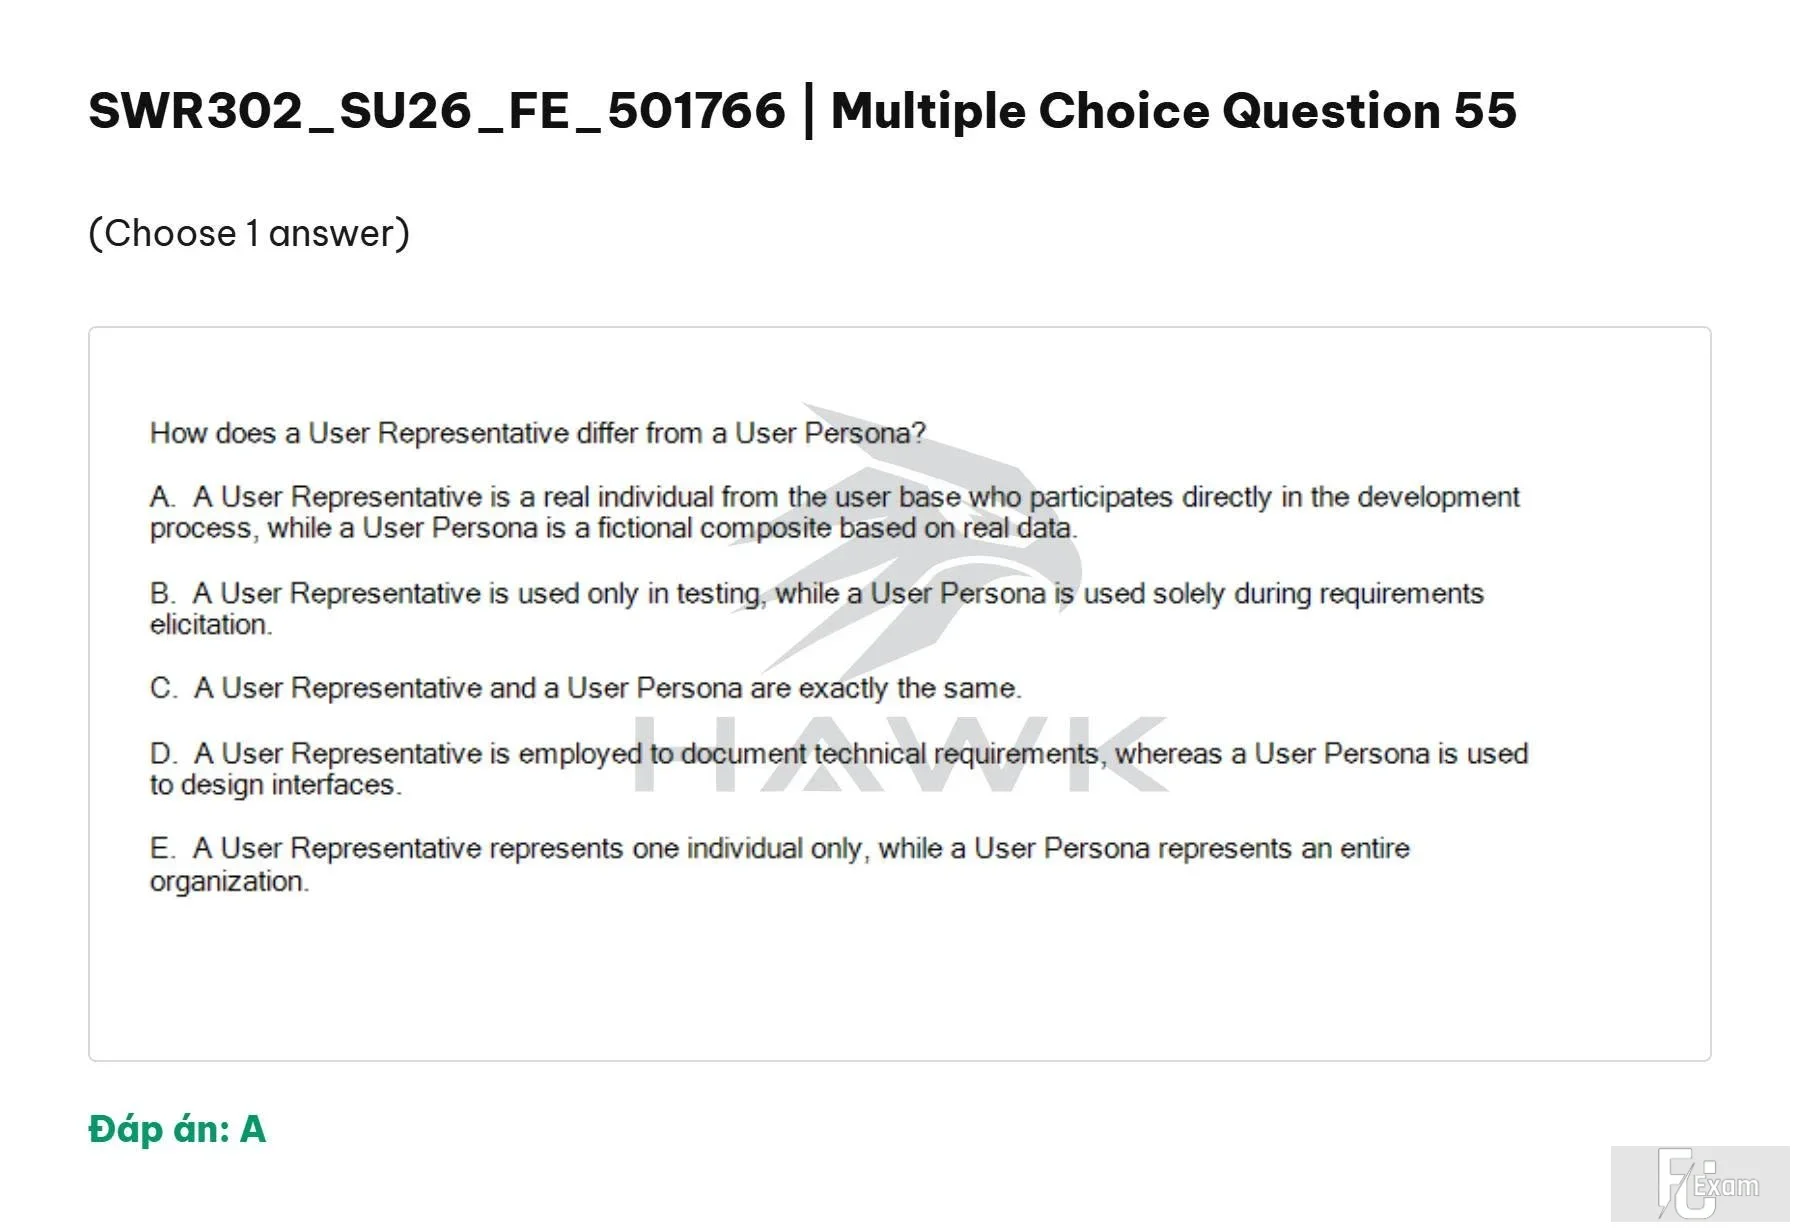 SWR302_SU26_FE_501766 | Multiple Choice Question 55
(Choose 1 answer)
How does a User Representative differ from a User Persona?
A. A User Representative is a real individual from the user base who participates directly in the development
process, while a User Persona is a fictional composite based on real data.
B. A User Representative is used only in testing, while a User Persona is used solely during requirements
elicitation.
C. A User Representative and a User Persona are exactly the same.
HAWK
D. A User Representative is employed to document technical requirements, whereas a User Persona is used
to design interfaces.
E. A User Representative represents one individual only, while a User Persona represents an entire
organization.
Đáp án: A
FU Exam